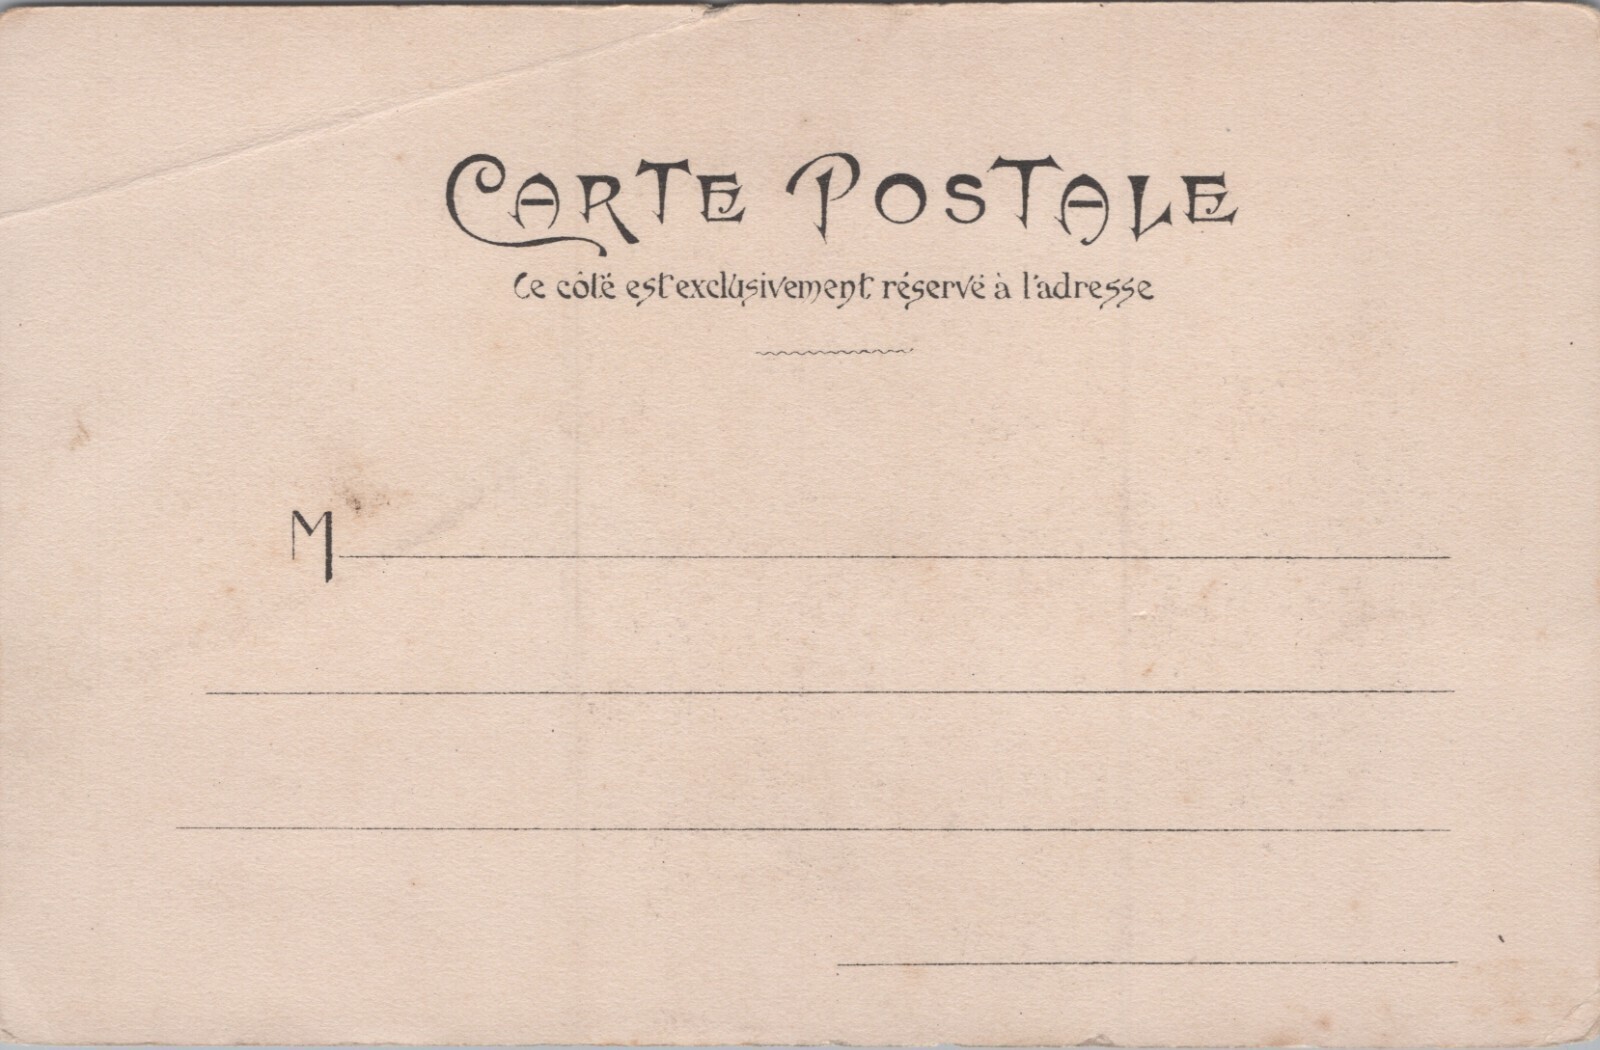 CARTE POSTALE
Ce côté est exclusivement réservé à l'adresse
M